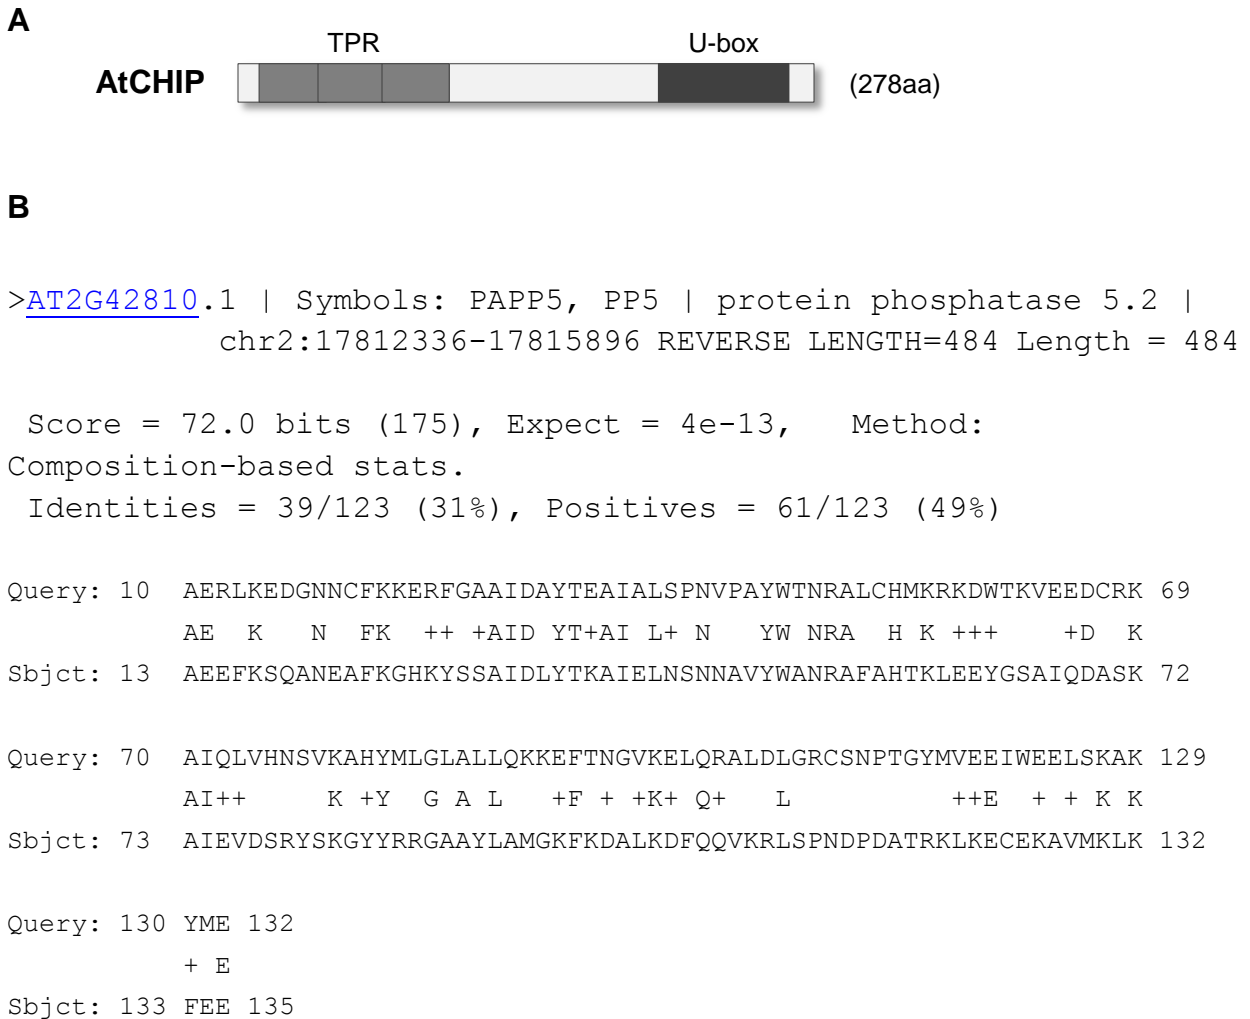 A
TPR U-box
AtCHIP (278aa)
B
>AT2G42810.1 | Symbols: PAPP5, PP5 | protein phosphatase 5.2 |
chr2:17812336-17815896 REVERSE LENGTH=484 Length = 484
Score = 72.0 bits (175), Expect = 4e-13, Method:
Composition-based stats.
Identities = 39/123 (31%), Positives = 61/123 (49%)
Query: 10 AERLKEDGNNCFKKERFGAAIDAYTEAIALSPNVPAYWTNRALCHMKRKDWTKVEEDCRK 69
AE K N FK ++ +AID YT+AI L+ N YW NRA H K +++ +D K
Sbjct: 13 AEEFKSQANEAFKGHKYSSAIDLYTKAIELNSNNAVYWANRAFAHTKLEEYGSAIQDASK 72
Query: 70 AIQLVHNSVKAHYMLGLALLQKKEFTNGVKELQRALDLGRCSNPTGYMVEEIWEELSKAK 129
AI++ K +Y G A L +F + +K+ Q+ L ++E + + K K
Sbjct: 73 AIEVDSRYSKGYYRRGAAYLAMGKFKDALKDFQQVKRLSPNDPDATRKLKECEKAVMKLK 132
Query: 130 YME 132
+ E
Sbjct: 133 FEE 135